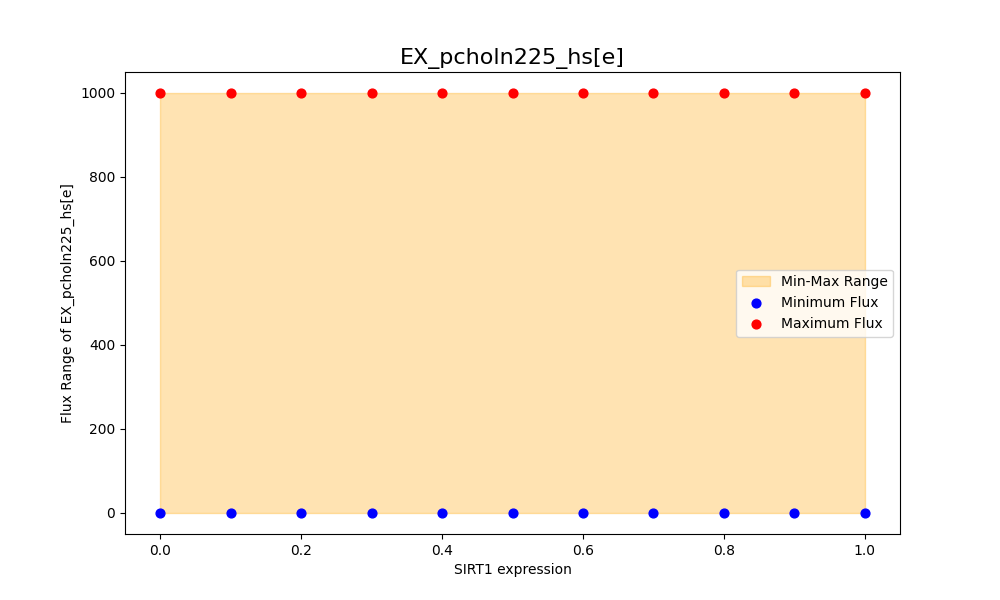 EX_pcholn225_hs[e]
Flux Range of EX_pcholn225_hs[e]
1000
800
600
400
200
0
Min-Max Range
Minimum Flux
Maximum Flux
0.0 0.2 0.4 0.6 0.8 1.0
SIRT1 expression